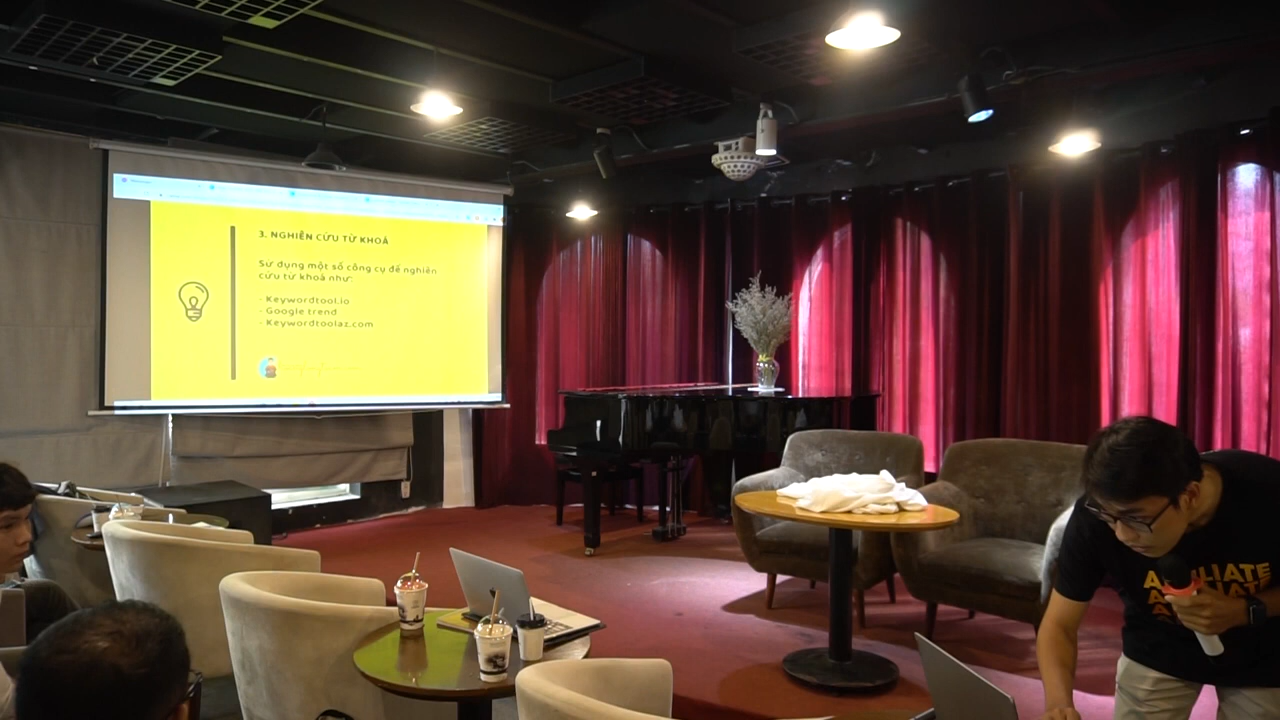 3. NGHIÊN CỨU TỪ KHOÁ
Sử dụng một số công cụ để nghiên
cứu từ khoá như:
- Keywordtool.io
- Google trend
- Keywordtoolaz.com
AFFILIATE